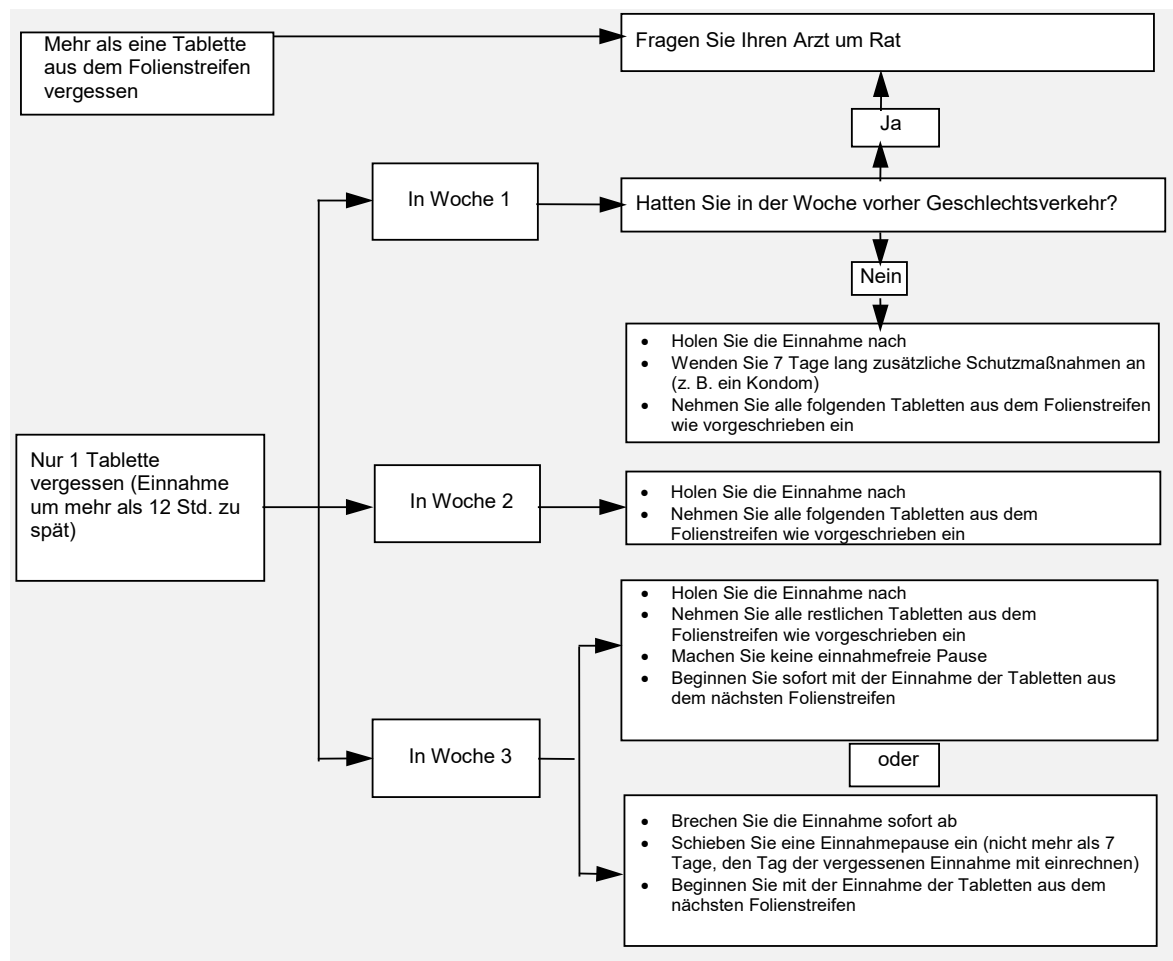 Mehr als eine Tablette
aus dem Folienstreifen
vergessen
Fragen Sie Ihren Arzt um Rat
Ja
In Woche 1
Hatten Sie in der Woche vorher Geschlechtsverkehr?
Nein
• Holen Sie die Einnahme nach
• Wenden Sie 7 Tage lang zusätzliche Schutzmaßnahmen an
(z. B. ein Kondom)
• Nehmen Sie alle folgenden Tabletten aus dem Folienstreifen
wie vorgeschrieben ein
Nur 1 Tablette
vergessen (Einnahme
um mehr als 12 Std. zu
spät)
In Woche 2
• Holen Sie die Einnahme nach
• Nehmen Sie alle folgenden Tabletten aus dem
Folienstreifen wie vorgeschrieben ein
In Woche 3
• Holen Sie die Einnahme nach
• Nehmen Sie alle restlichen Tabletten aus dem
Folienstreifen wie vorgeschrieben ein
• Machen Sie keine einnahmefreie Pause
• Beginnen Sie sofort mit der Einnahme der Tabletten aus
dem nächsten Folienstreifen
oder
• Brechen Sie die Einnahme sofort ab
• Schieben Sie eine Einnahmepause ein (nicht mehr als 7
Tage, den Tag der vergessenen Einnahme mit einrechnen)
• Beginnen Sie mit der Einnahme der Tabletten aus dem
nächsten Folienstreifen